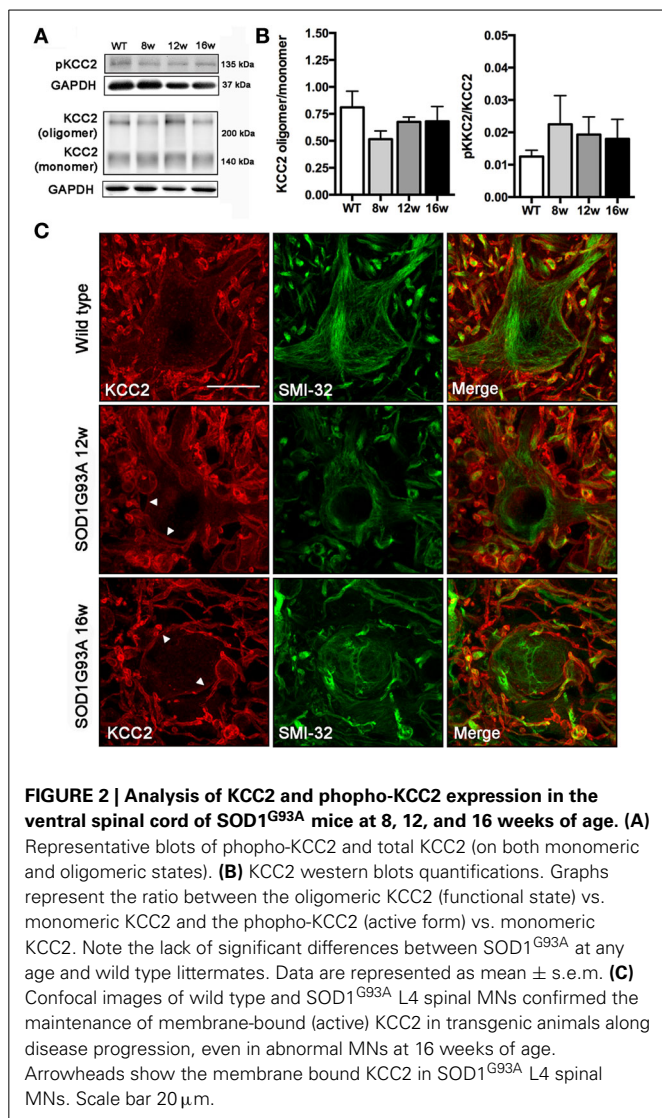 A
WT 8w 12w 16w
pKCC2
135 kDa
GAPDH
37 kDa
KCC2
(oligomer)
200 kDa
KCC2
(monomer)
140 kDa
GAPDH
B
KCC2 oligomer/monomer
1.25
1.00
0.75
0.50
0.25
0.00
WT 8w 12w 16w
pKKC2/KCC2
0.05
0.04
0.03
0.02
0.01
0.00
WT 8w 12w 16w
C
Wild type
KCC2
SMI-32
Merge
SOD1G93A 12w
SOD1G93A 16w
KCC2
SMI-32
Merge
FIGURE 2 | Analysis of KCC2 and phopho-KCC2 expression in the
ventral spinal cord of SOD1G93A mice at 8, 12, and 16 weeks of age. (A)
Representative blots of phopho-KCC2 and total KCC2 (on both monomeric
and oligomeric states). (B) KCC2 western blots quantifications. Graphs
represent the ratio between the oligomeric KCC2 (functional state) vs.
monomeric KCC2 and the phopho-KCC2 (active form) vs. monomeric
KCC2. Note the lack of significant differences between SOD1G93A at any
age and wild type littermates. Data are represented as mean ± s.e.m. (C)
Confocal images of wild type and SOD1G93A L4 spinal MNs confirmed the
maintenance of membrane-bound (active) KCC2 in transgenic animals along
disease progression, even in abnormal MNs at 16 weeks of age.
Arrowheads show the membrane bound KCC2 in SOD1G93A L4 spinal
MNs. Scale bar 20 μm.